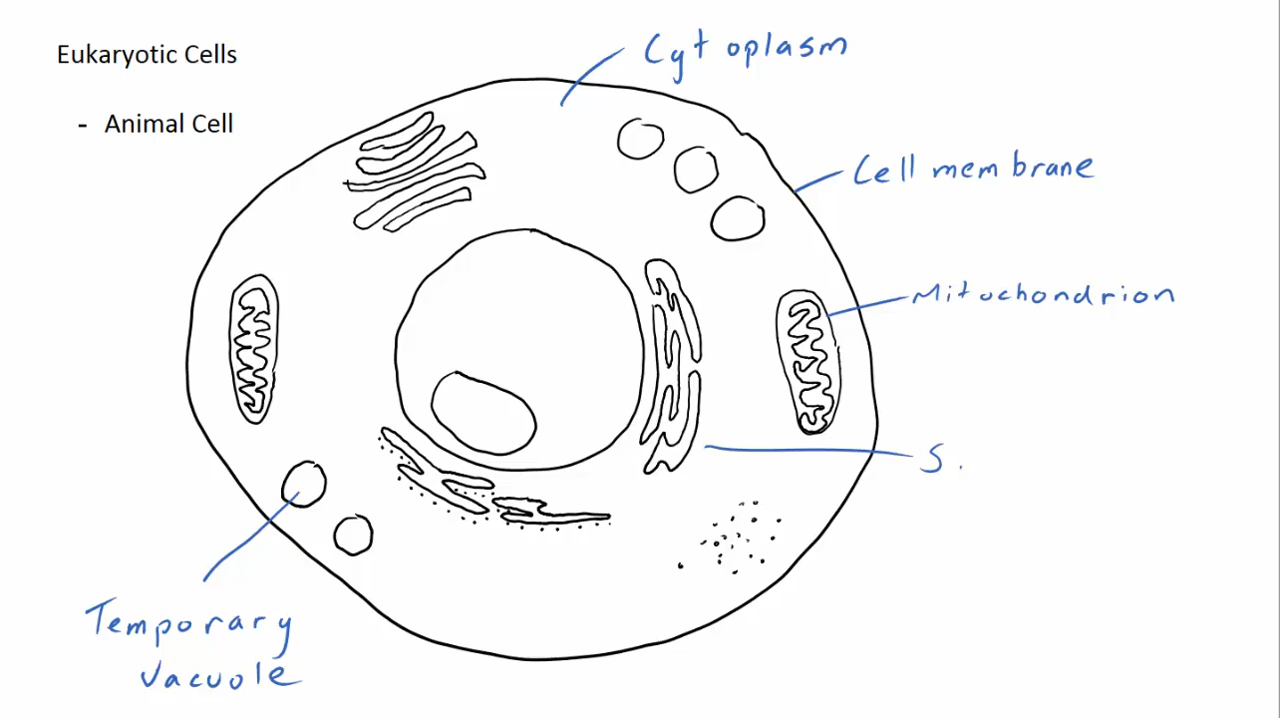 Eukaryotic Cells
- Animal Cell
Cytoplasm
Cell membrane
Mitochondrion
S.
Temporary
vacuole